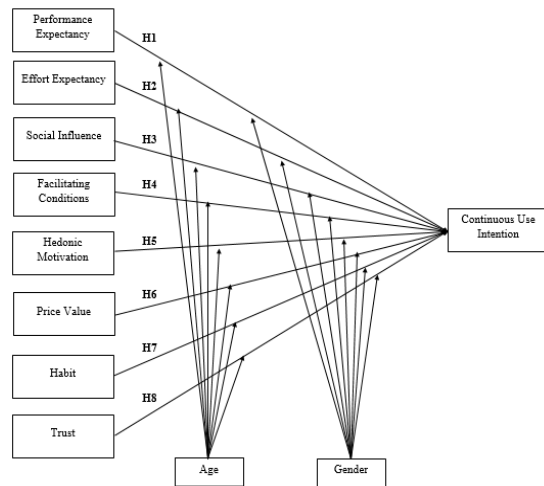 Performance
Expectancy
H1
Effort Expectancy
H2
Social Influence
H3
Facilitating
Conditions
H4
Continuous Use
Intention
Hedonic
Motivation
H5
Price Value
H6
Habit
H7
Trust
H8
Age
Gender